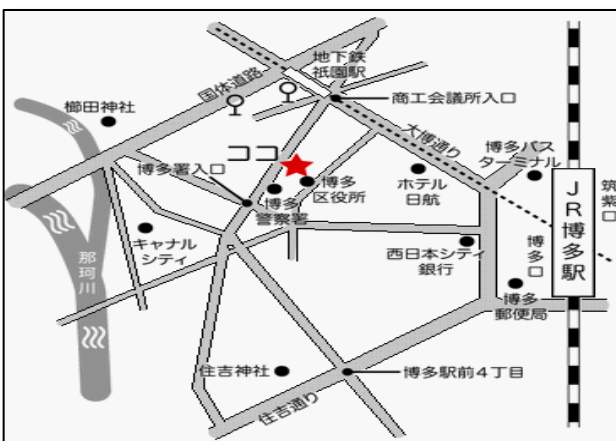 地下鉄
祇園駅
国体道路
商工会議所入口
櫛田神社
大博通り
博多バス
ターミナル
ココ
博多署入口
博多
区役所
ホテル
日航
筑紫口
JR博多駅
博多
警察署
キャナル
シティ
西日本シティ
銀行
博多口
那珂川
博多
郵便局
住吉神社
博多駅前4丁目
住吉通り